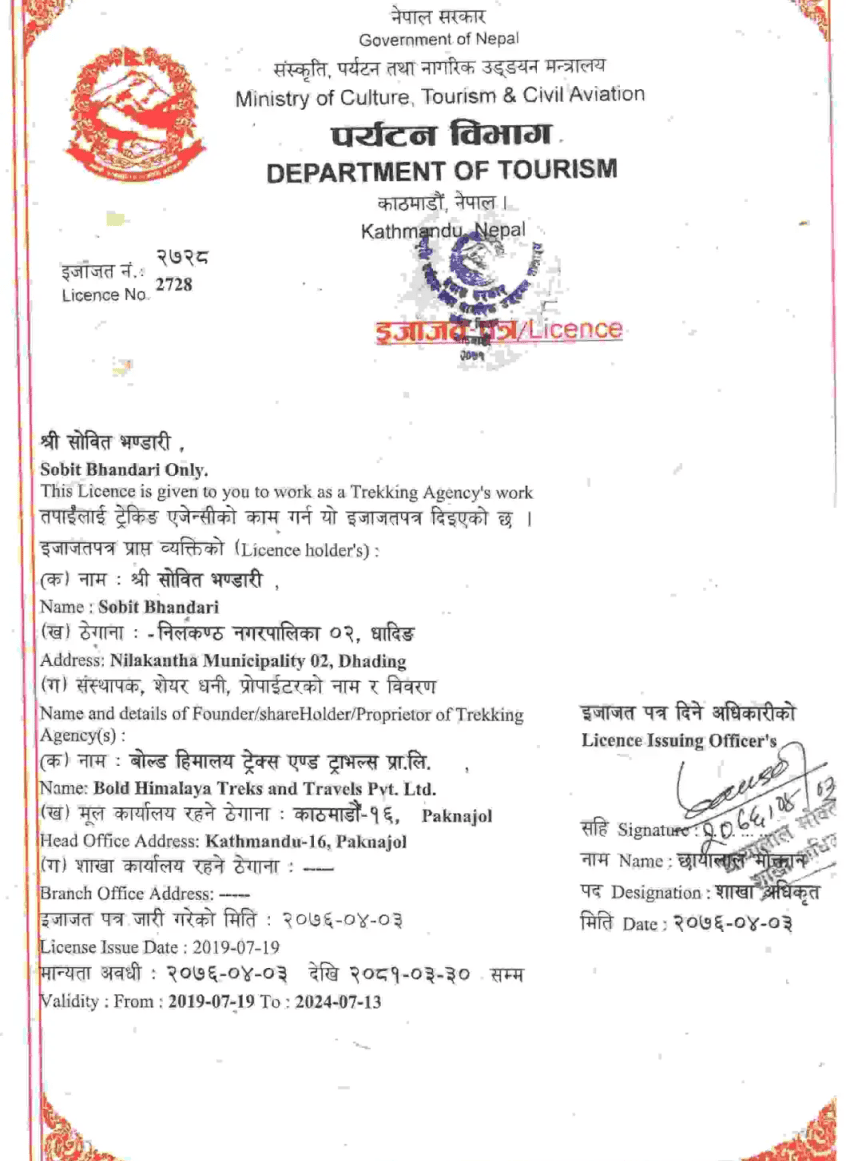 नेपाल सरकार
Government of Nepal
संस्कृति, पर्यटन तथा नागरिक उड्डयन मन्त्रालय
Ministry of Culture, Tourism & Civil Aviation
पर्यटन विभाग
DEPARTMENT OF TOURISM
काठमाडौं, नेपाल ।
Kathmandu, Nepal
इजाजत नं.: २७२८
Licence No. 2728
इजाजत-पत्र/Licence
२०७१
श्री सोवित भण्डारी ,
Sobit Bhandari Only.
This Licence is given to you to work as a Trekking Agency's work
तपाईंलाई ट्रेकिङ एजेन्सीको काम गर्न यो इजाजतपत्र दिइएको छ ।
इजाजतपत्र प्राप्त व्यक्तिको (Licence holder's) :
(क) नाम : श्री सोवित भण्डारी ,
Name : Sobit Bhandari
(ख) ठेगाना : -निलकण्ठ नगरपालिका ०२, धादिङ
Address: Nilakantha Municipality 02, Dhading
(ग) संस्थापक, शेयर धनी, प्रोपाईटरको नाम र विवरण
Name and details of Founder/shareHolder/Proprietor of Trekking
Agency(s) :
(क) नाम : बोल्ड हिमालय ट्रेक्स एण्ड ट्राभल्स प्रा.लि. ,
Name: Bold Himalaya Treks and Travels Pvt. Ltd.
(ख) मूल कार्यालय रहने ठेगाना : काठमाडौं-१६, Paknajol
Head Office Address: Kathmandu-16, Paknajol
(ग) शाखा कार्यालय रहने ठेगाना : -----
Branch Office Address: -----
इजाजत पत्र जारी गरेको मिति : २०७६-०४-०३
License Issue Date : 2019-07-19
मान्यता अवधी : २०७६-०४-०३ देखि २०८१-०३-३० सम्म
Validity : From : 2019-07-19 To : 2024-07-13
इजाजत पत्र दिने अधिकारीको
Licence Issuing Officer's
सहि Signature :
नाम Name : छायालाल मोक्तान
पद Designation : शाखा अधिकृत
मिति Date : २०७६-०४-०३